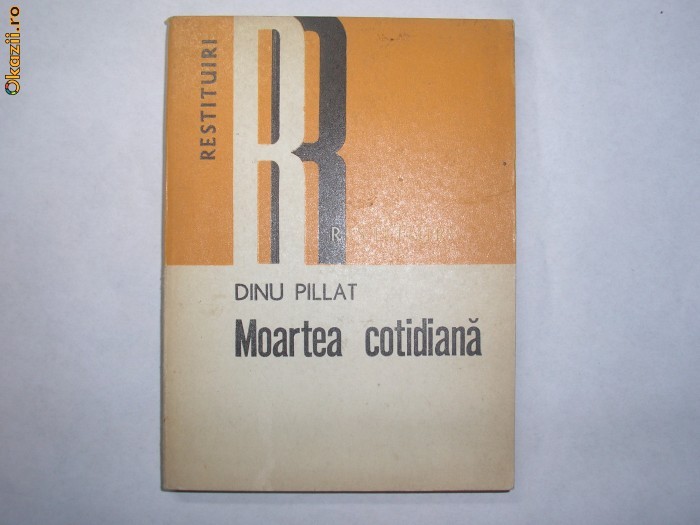 Okazii.ro
RESTITUIRI
R
DINU PILLAT
Moartea cotidiană